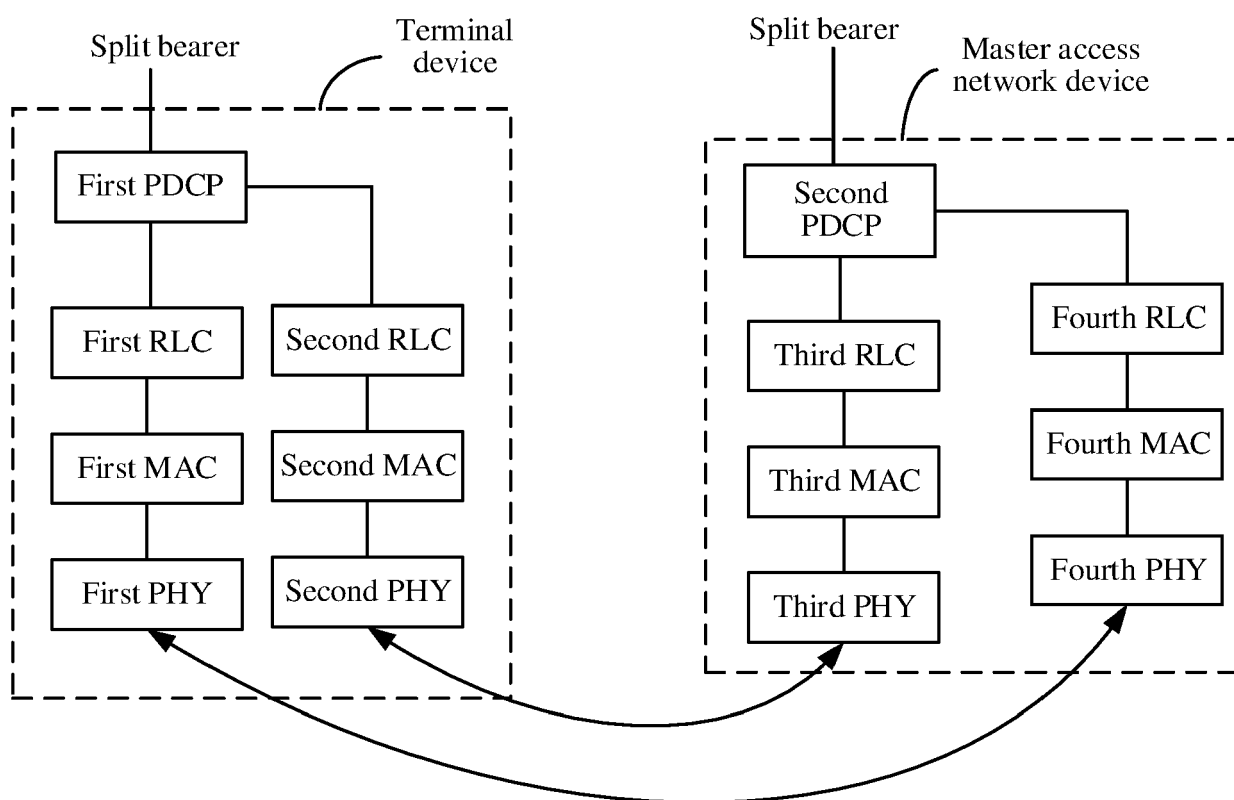 Split bearer
Terminal
device
First PDCP
First RLC
Second RLC
First MAC
Second MAC
First PHY
Second PHY
Split bearer
Master access
network device
Second
PDCP
Third RLC
Fourth RLC
Third MAC
Fourth MAC
Third PHY
Fourth PHY